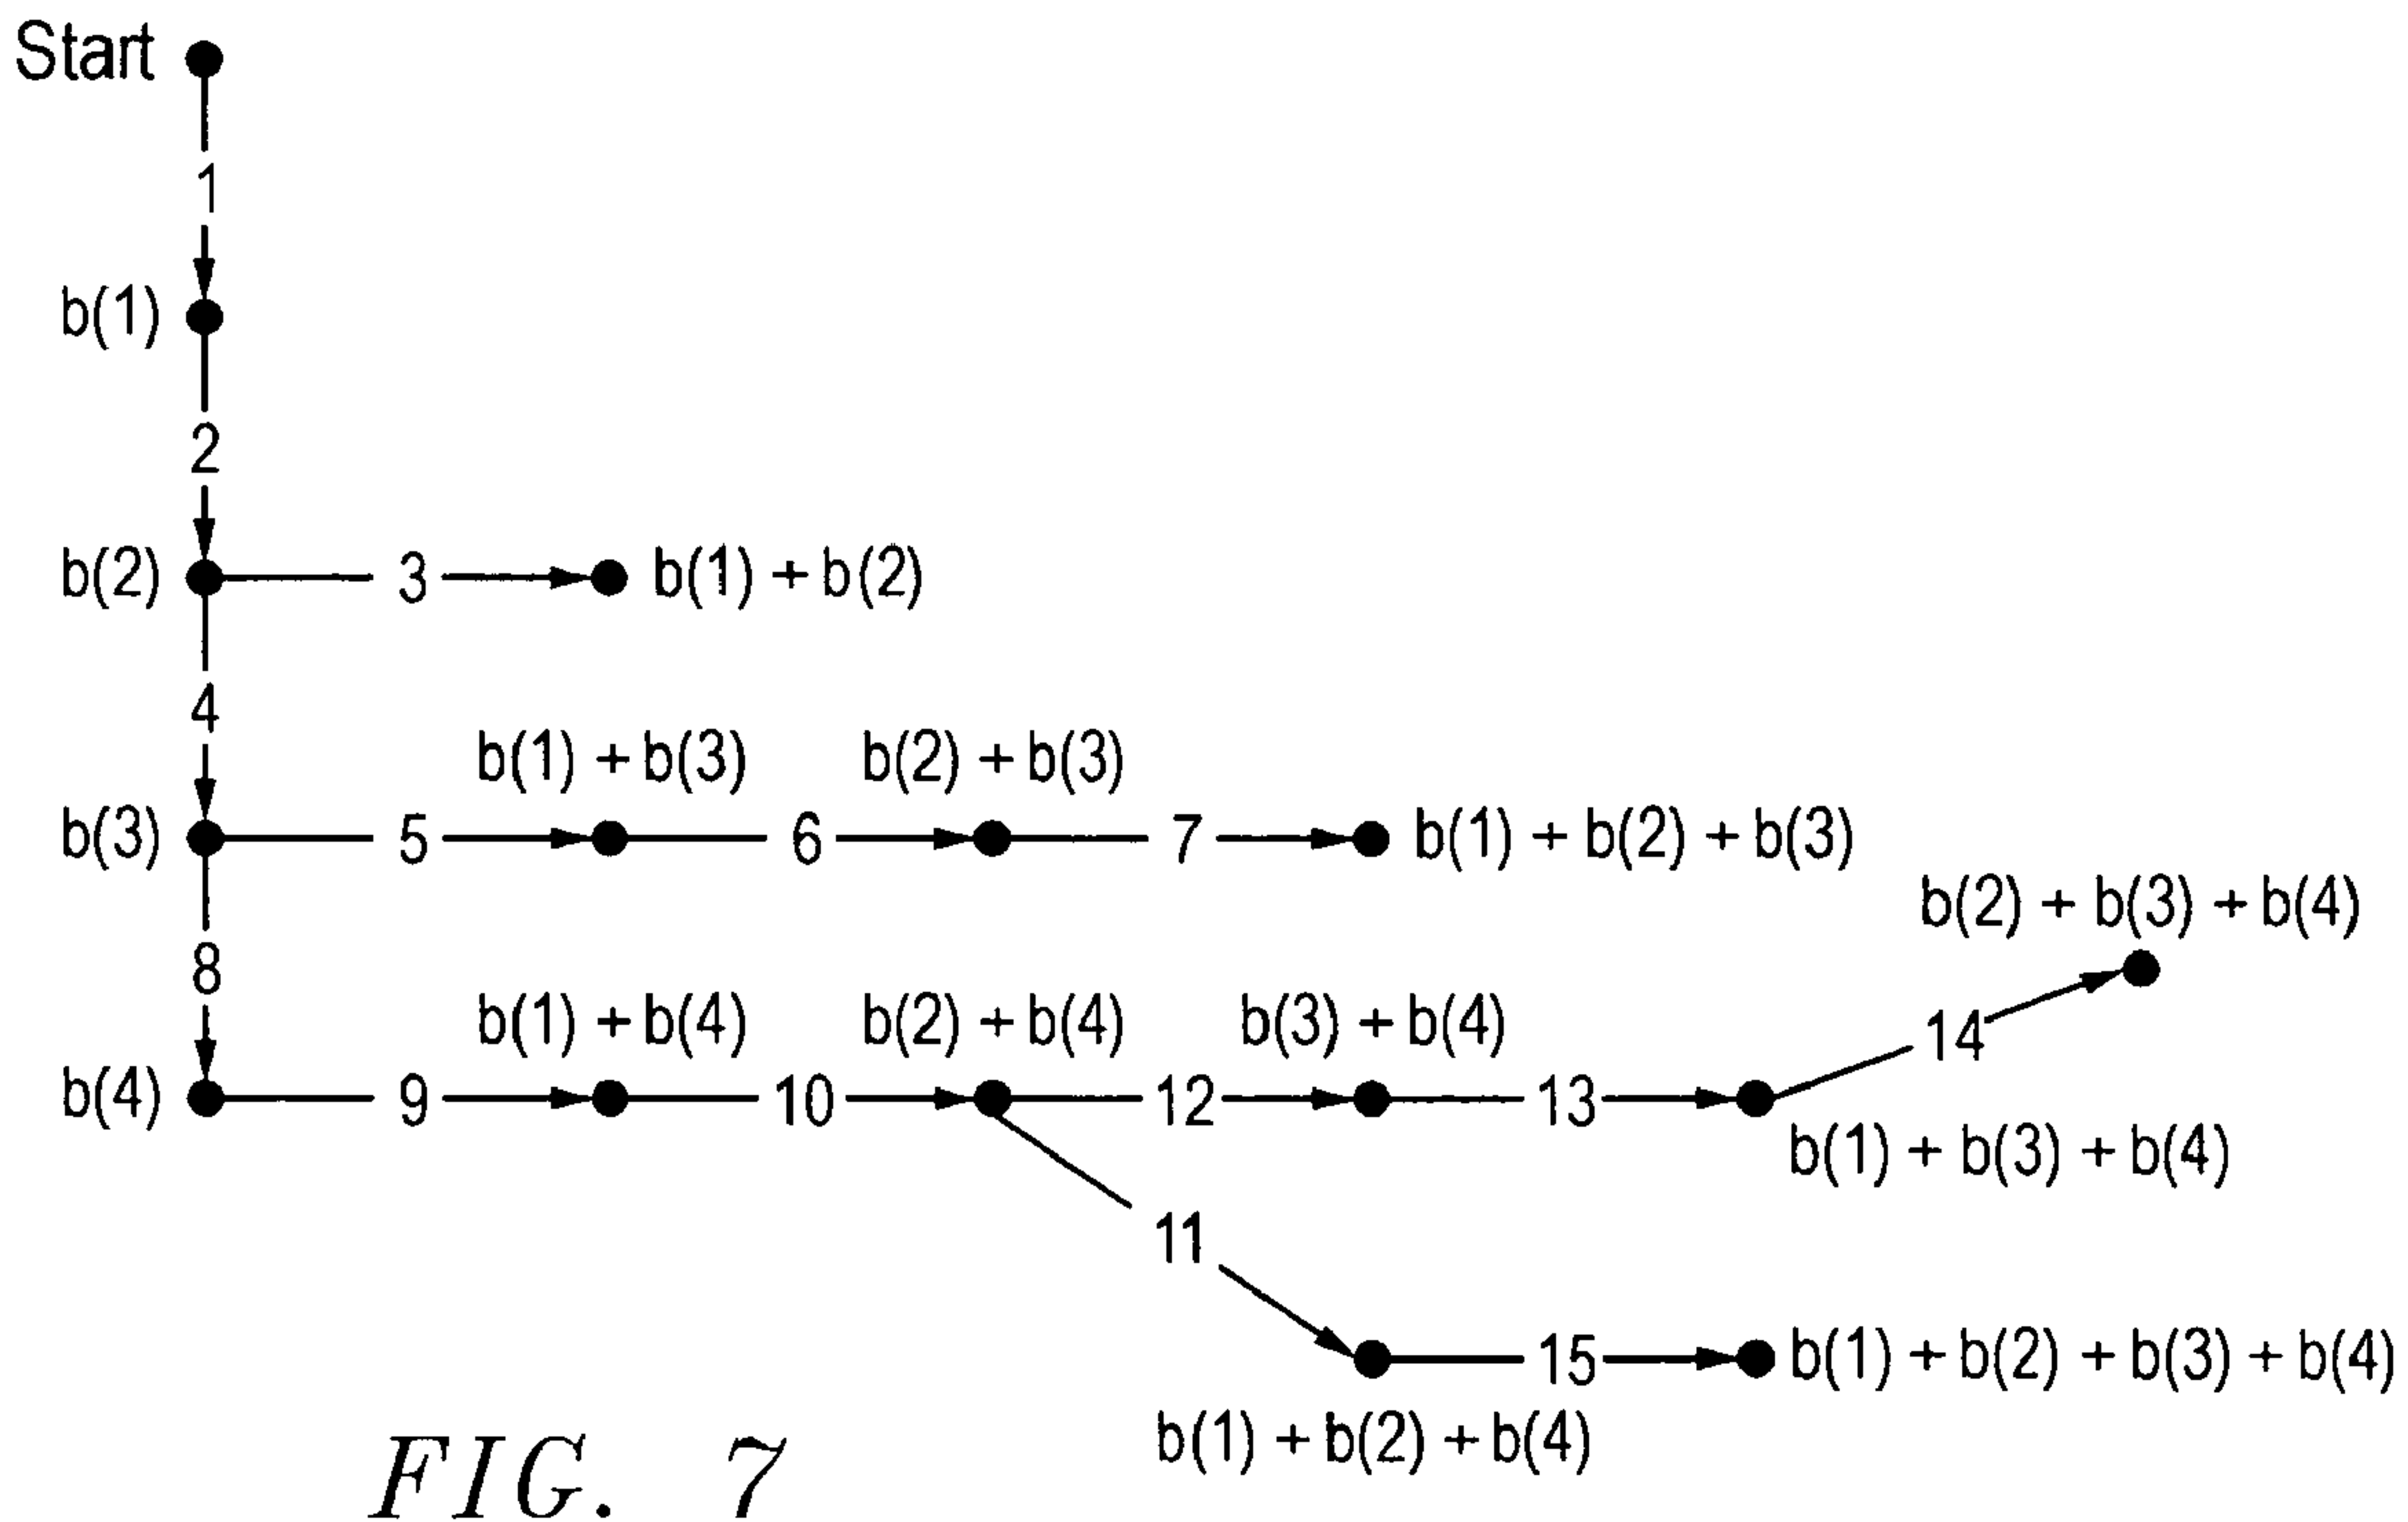 Start
1
b(1)
2
b(2) 3 b(1) + b(2)
4
b(1) + b(3) b(2) + b(3)
b(3) 5 6 7 b(1) + b(2) + b(3)
b(2) + b(3) + b(4)
8
b(1) + b(4) b(2) + b(4) b(3) + b(4) 14
b(4) 9 10 12 13
b(1) + b(3) + b(4)
11
15 b(1) + b(2) + b(3) + b(4)
b(1) + b(2) + b(4)
FIG. 7